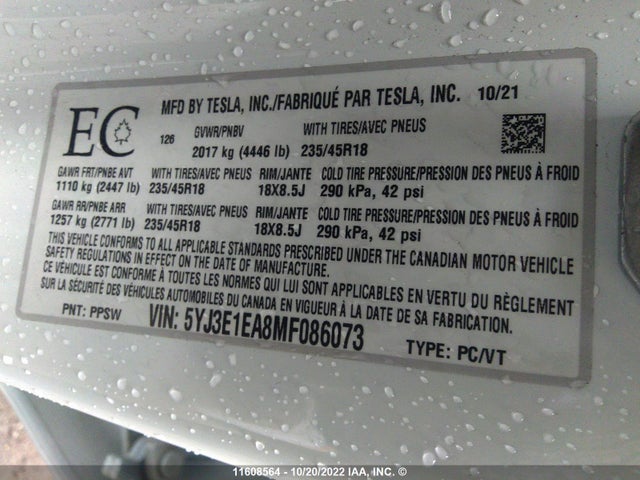 EC
MFD BY TESLA, INC./FABRIQUÉ PAR TESLA, INC. 10/21
126 GVWR/PNBV WITH TIRES/AVEC PNEUS
2017 kg (4446 lb) 235/45R18
GAWR FRT/PNBE AVT WITH TIRES/AVEC PNEUS RIM/JANTE COLD TIRE PRESSURE/PRESSION DES PNEUS À FROID
1110 kg (2447 lb) 235/45R18 18X8.5J 290 kPa, 42 psi
GAWR RR/PNBE ARR WITH TIRES/AVEC PNEUS RIM/JANTE COLD TIRE PRESSURE/PRESSION DES PNEUS À FROID
1257 kg (2771 lb) 235/45R18 18X8.5J 290 kPa, 42 psi
THIS VEHICLE CONFORMS TO ALL APPLICABLE STANDARDS PRESCRIBED UNDER THE CANADIAN MOTOR VEHICLE
SAFETY REGULATIONS IN EFFECT ON THE DATE OF MANUFACTURE.
CE VÉHICULE EST CONFORME À TOUTES LES NORMES QUI LUI SONT APPLICABLES EN VERTU DU RÈGLEMENT
SUR LA SÉCURITÉ DES VÉHICULES AUTOMOBILES DU CANADA EN VIGUEUR À LA DATE DE SA FABRICATION.
PNT: PPSW VIN: 5YJ3E1EA8MF086073 TYPE: PC/VT
11608564 - 10/20/2022 IAA, INC. ©